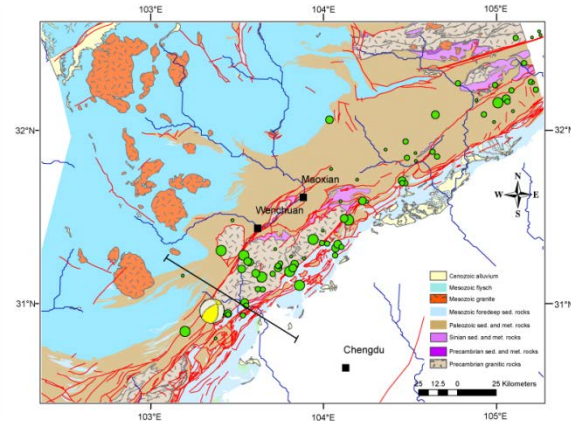 103°E 104°E 105°E
32°N 32°N
Maoxian
Wenchuan
N
W E
S
31°N 31°N
Chengdu
Cenozoic alluvium
Mesozoic flysch
Mesozoic granite
Mesozoic foredeep sed. rocks
Paleozoic sed. and met. rocks
Sinian sed. and met. rocks
Precambrian sed. and met. rocks
Precambrian granitic rocks
25 12.5 0 25 Kilometers
103°E 104°E 105°E